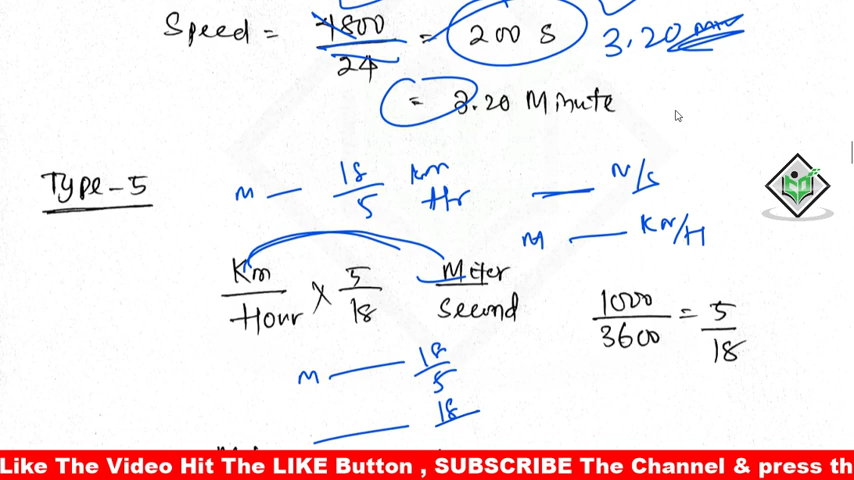 Speed = 4800/24 = 200 S 3.20
= 3.20 Minute
Type - 5
M — 18/5 Km Hr — M/s
M — Km/H
Km/Hour × 5/18 Meter/Second
1000/3600 = 5/18
M — 18/5
— 18
Like The Video Hit The LIKE Button , SUBSCRIBE The Channel & press th